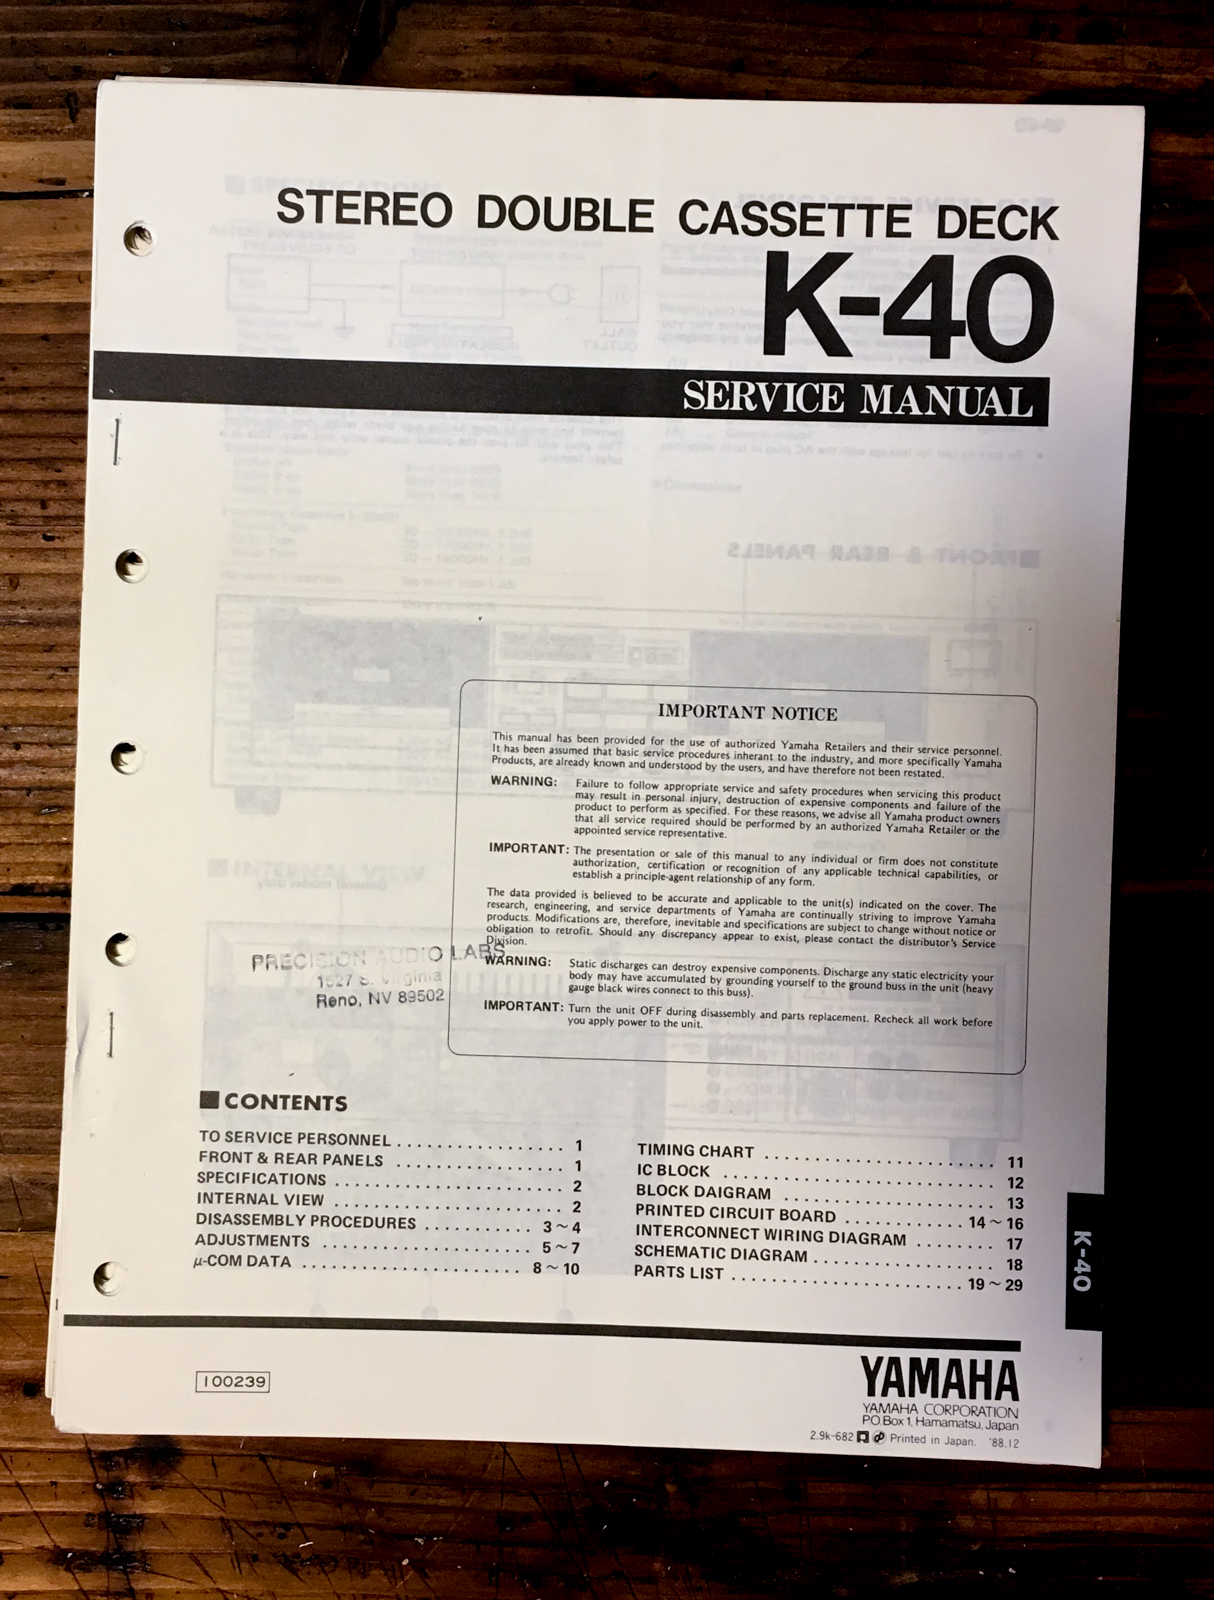 STEREO DOUBLE CASSETTE DECK
K-40
SERVICE MANUAL
IMPORTANT NOTICE
This manual has been provided for the use of authorized Yamaha Retailers and their service personnel.
It has been assumed that basic service procedures inherant to the industry, and more specifically Yamaha
Products, are already known and understood by the users, and have therefore not been restated.
WARNING: Failure to follow appropriate service and safety procedures when servicing this product
may result in personal injury, destruction of expensive components and failure of the
product to perform as specified. For these reasons, we advise all Yamaha product owners
that all service required should be performed by an authorized Yamaha Retailer or the
appointed service representative.
IMPORTANT: The presentation or sale of this manual to any individual or firm does not constitute
authorization, certification or recognition of any applicable technical capabilities, or
establish a principle-agent relationship of any form.
The data provided is believed to be accurate and applicable to the unit(s) indicated on the cover. The
research, engineering, and service departments of Yamaha are continually striving to improve Yamaha
products. Modifications are, therefore, inevitable and specifications are subject to change without notice or
obligation to retrofit. Should any discrepancy appear to exist, please contact the distributor's Service
Division.
WARNING: Static discharges can destroy expensive components. Discharge any static electricity your
body may have accumulated by grounding yourself to the ground buss in the unit (heavy
gauge black wires connect to this buss).
IMPORTANT: Turn the unit OFF during disassembly and parts replacement. Recheck all work before
you apply power to the unit.
PRECISION AUDIO LABS
1527 S. Virginia
Reno, NV 89502
■ CONTENTS
TO SERVICE PERSONNEL ................ 1
FRONT & REAR PANELS ................ 1
SPECIFICATIONS ...................... 2
INTERNAL VIEW ...................... 2
DISASSEMBLY PROCEDURES ........... 3 ~ 4
ADJUSTMENTS ..................... 5 ~ 7
μ-COM DATA ...................... 8 ~ 10
TIMING CHART ....................... 11
IC BLOCK ........................... 12
BLOCK DAIGRAM ..................... 13
PRINTED CIRCUIT BOARD ............ 14 ~ 16
INTERCONNECT WIRING DIAGRAM ........ 17
SCHEMATIC DIAGRAM .................. 18
PARTS LIST ....................... 19 ~ 29
K-40
100239
YAMAHA
YAMAHA CORPORATION
P.O.Box 1, Hamamatsu, Japan
2.9k-682 Printed in Japan. '88.12